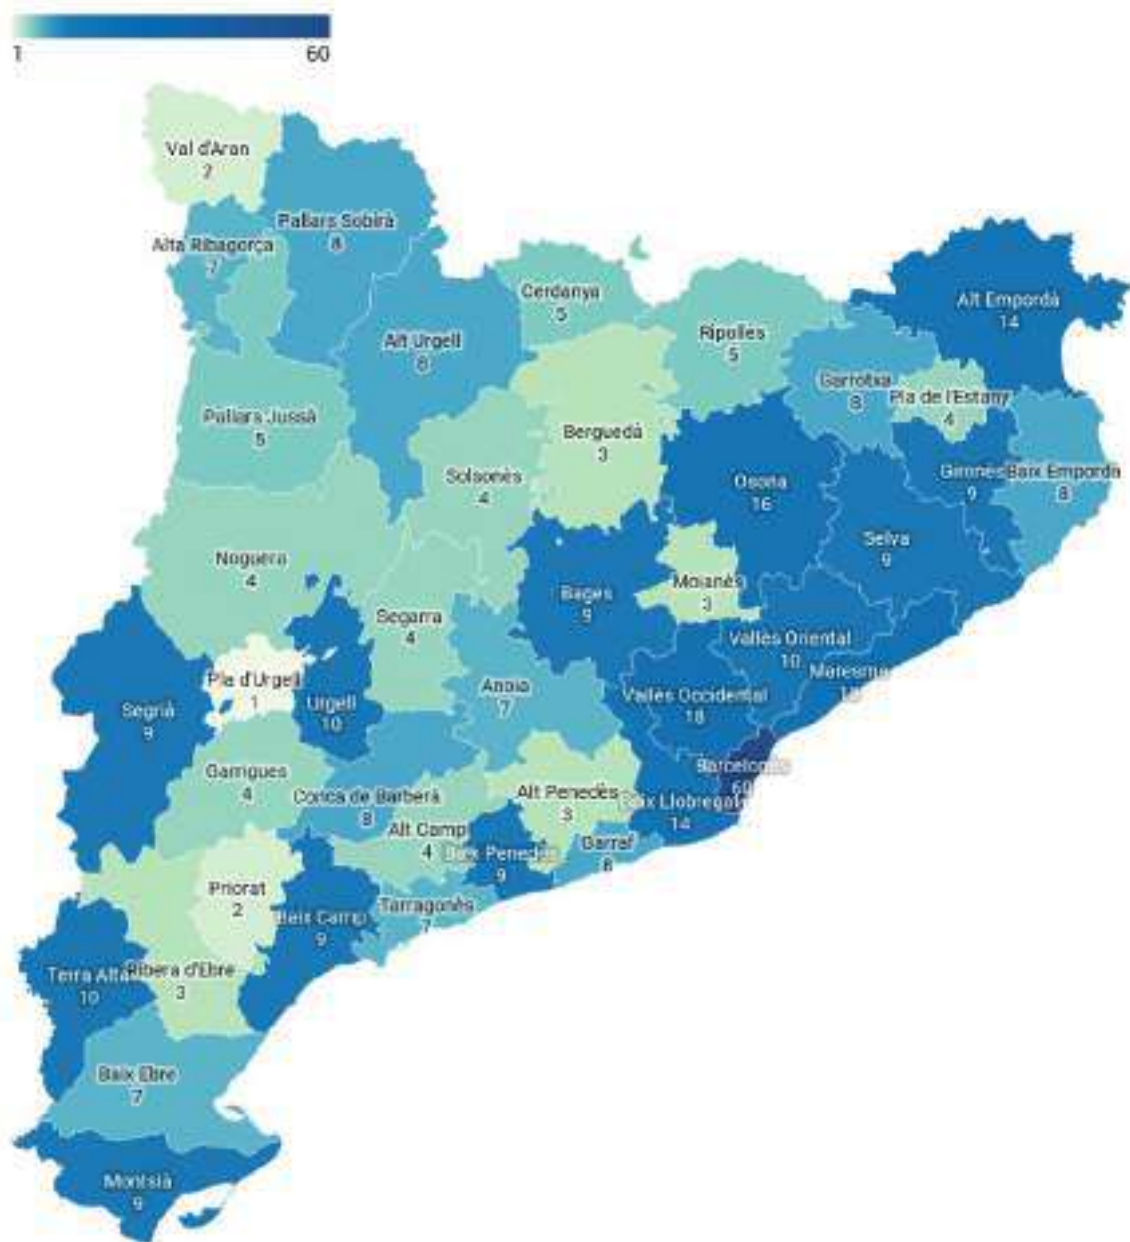 1
60
Val d'Aran
2
Pallars Sobirà
8
Alta Ribagorça
7
Cerdanya
5
Alt Empordà
14
Ripollès
5
Alt Urgell
8
Garrotxa
8
Pla de l'Estany
4
Pallars Jussà
5
Berguedà
3
Solsonès
4
Osona
16
Gironès
9
Baix Empordà
8
Selva
9
Noguera
4
Moianès
3
Bages
9
Segarra
4
Vallès Oriental
10
Maresme
Pla d'Urgell
1
Anoia
7
Vallès Occidental
18
Urgell
10
Segrià
9
Barcelonès
60
Garrigues
4
Alt Penedès
3
Conca de Barberà
8
Baix Llobregat
14
Alt Camp
4
Garraf
8
Baix Penedès
9
Priorat
2
Tarragonès
7
Baix Camp
9
Terra Alta
10
Ribera d'Ebre
3
Baix Ebre
7
Montsià
9